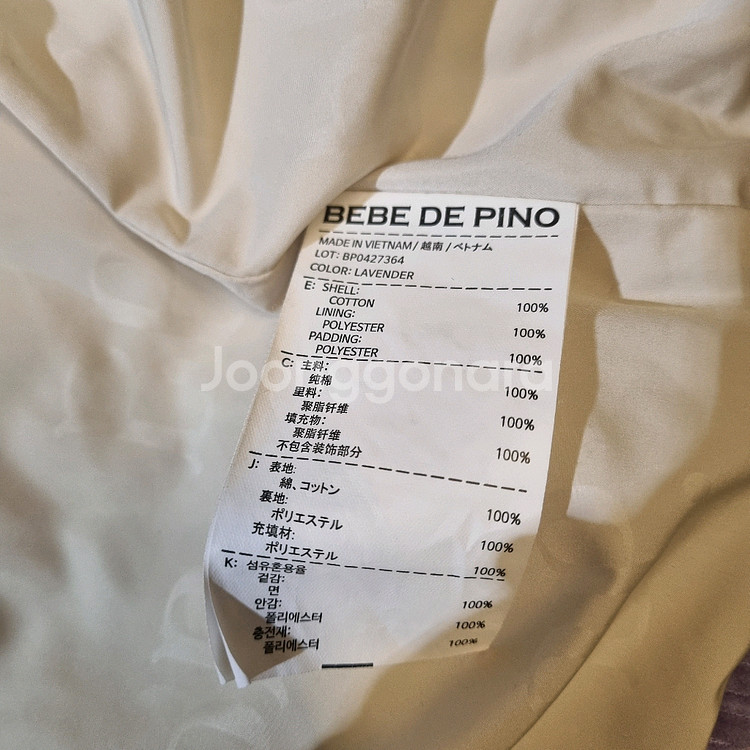 BEBE DE PINO
MADE IN VIETNAM/ 越南 / ベトナム
LOT: BP0427364
COLOR: LAVENDER
E: SHELL:
COTTON 100%
LINING:
POLYESTER 100%
PADDING:
POLYESTER 100%
C: 主料:
纯棉 100%
里料:
聚脂纤维 100%
填充物:
聚脂纤维 100%
不包含装饰部分
J: 表地:
綿、コットン 100%
裏地:
ポリエステル 100%
充填材:
ポリエステル 100%
K: 섬유혼용율
겉감:
면 100%
안감:
폴리에스터 100%
충전재:
폴리에스터 100%
Joonggonara